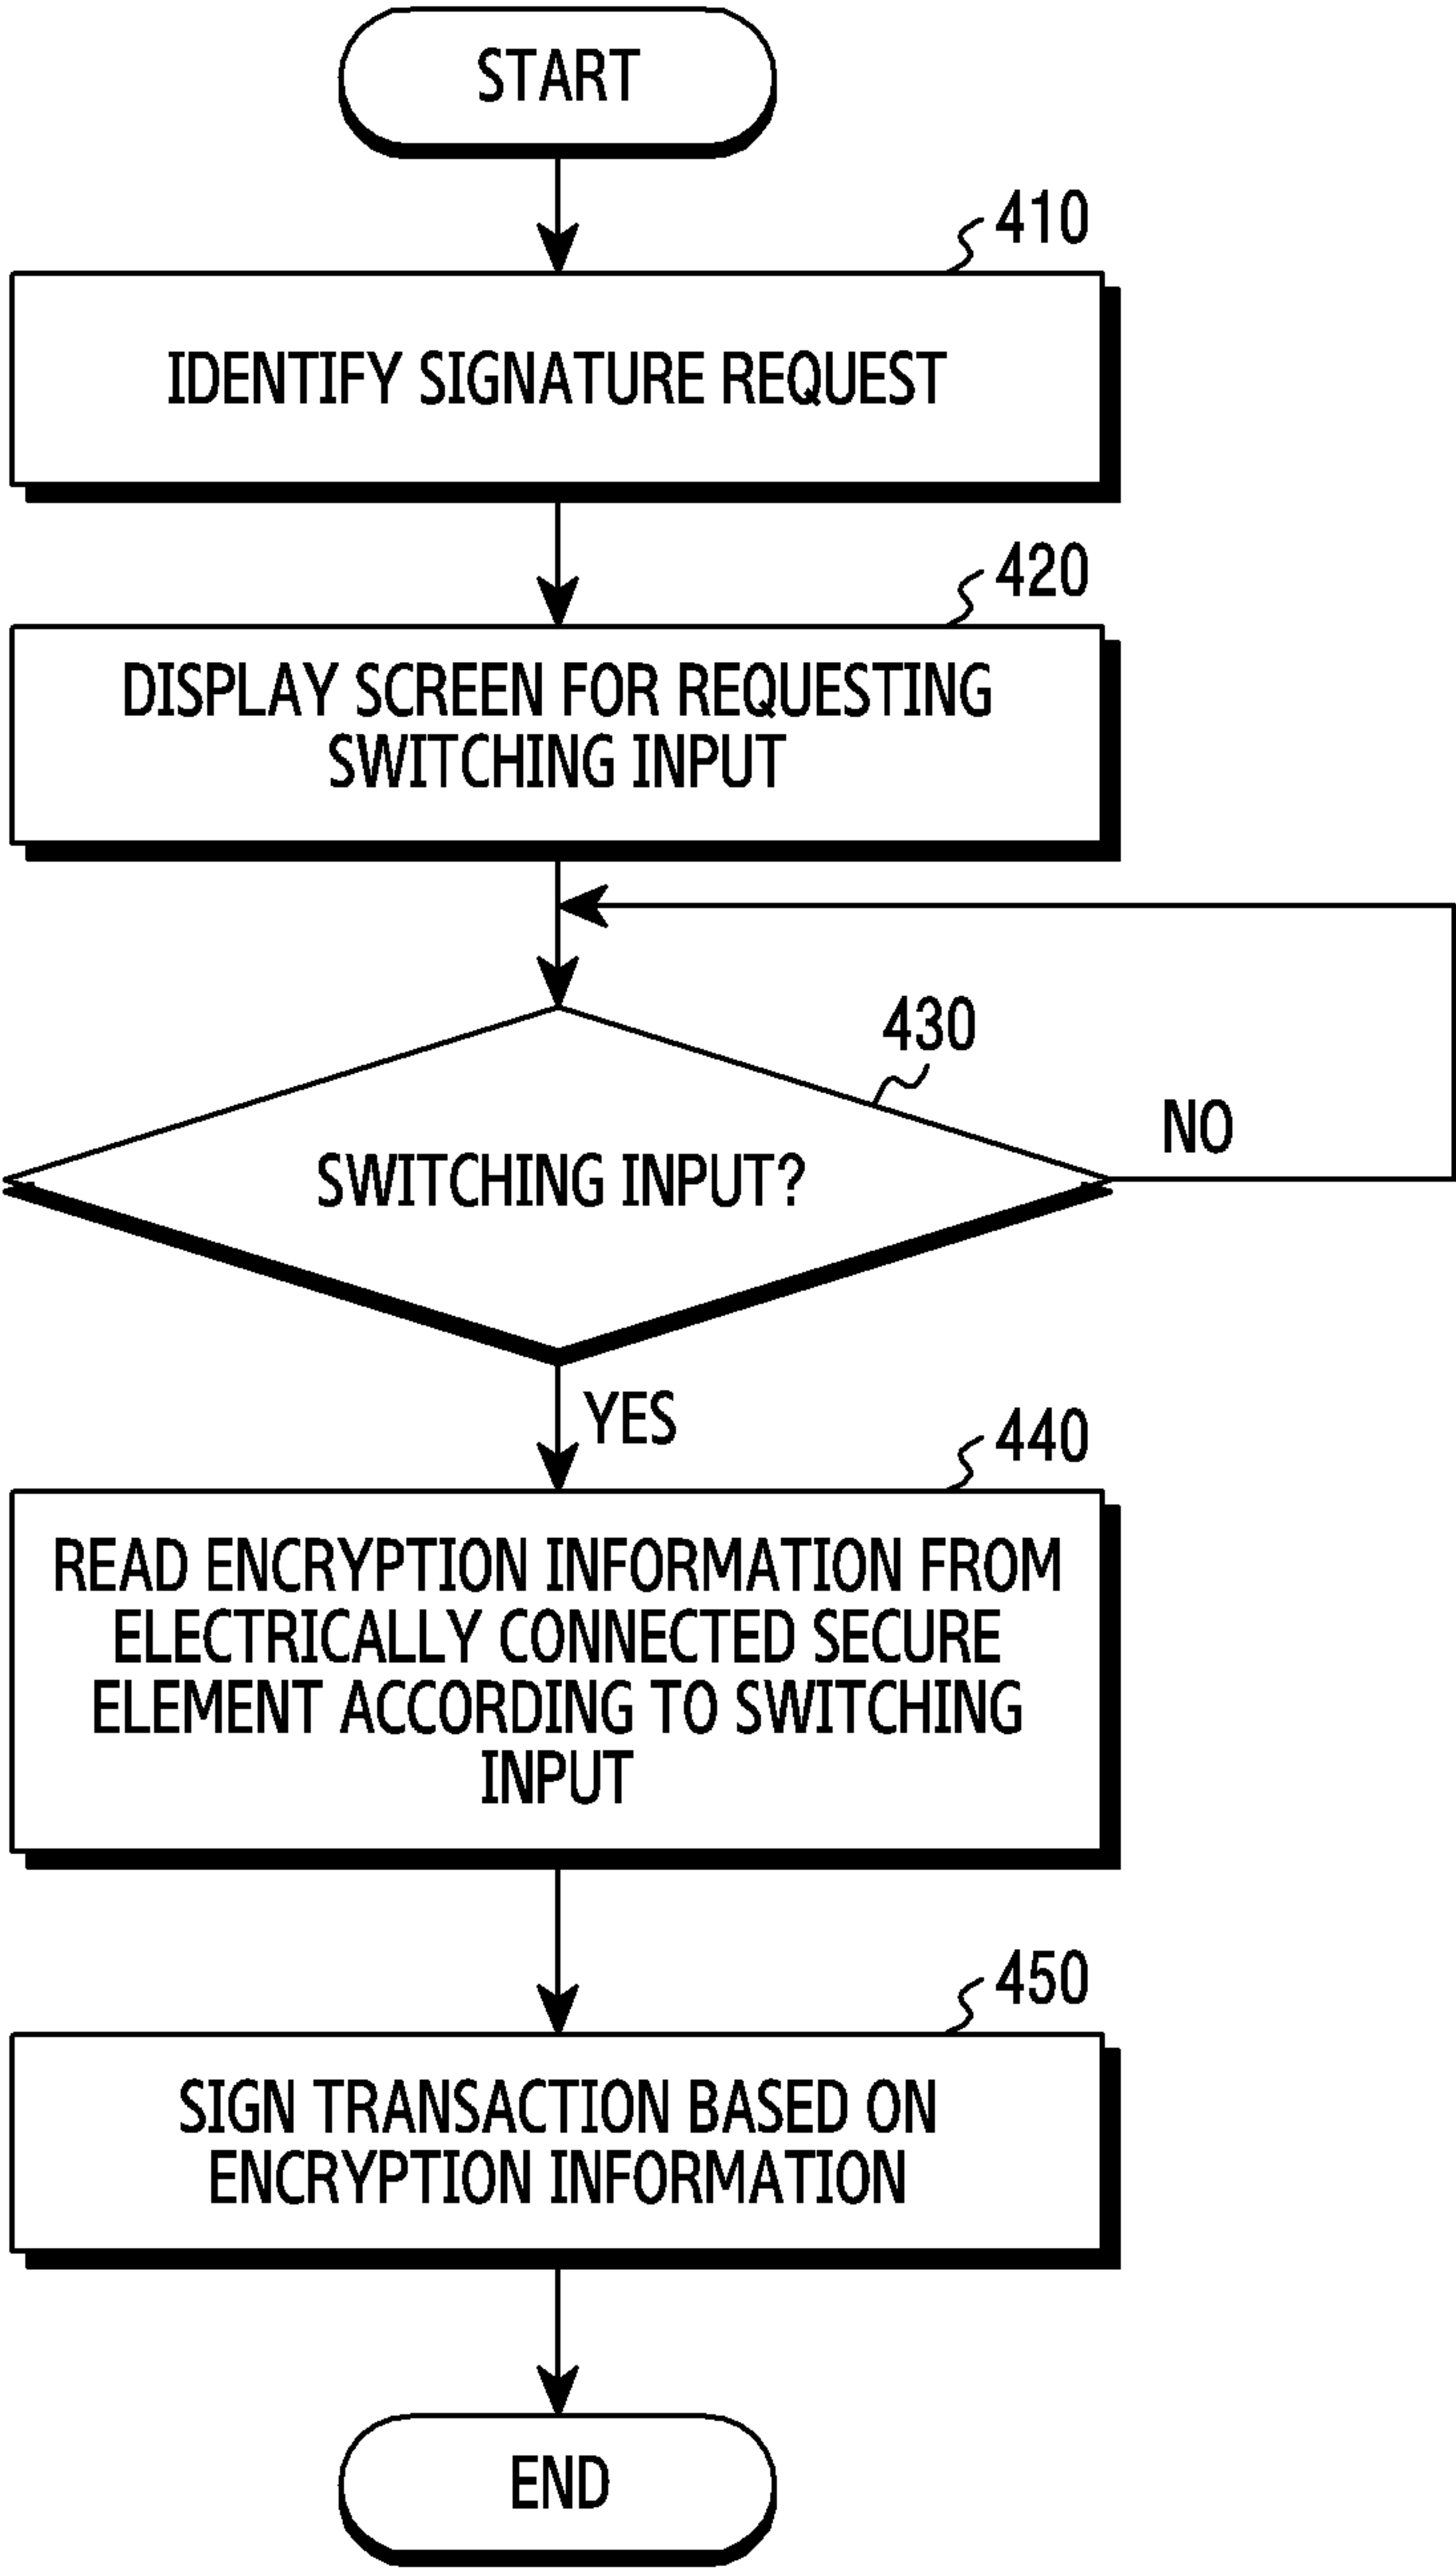 START
410
IDENTIFY SIGNATURE REQUEST
420
DISPLAY SCREEN FOR REQUESTING
SWITCHING INPUT
430
NO
SWITCHING INPUT?
YES
440
READ ENCRYPTION INFORMATION FROM
ELECTRICALLY CONNECTED SECURE
ELEMENT ACCORDING TO SWITCHING
INPUT
450
SIGN TRANSACTION BASED ON
ENCRYPTION INFORMATION
END